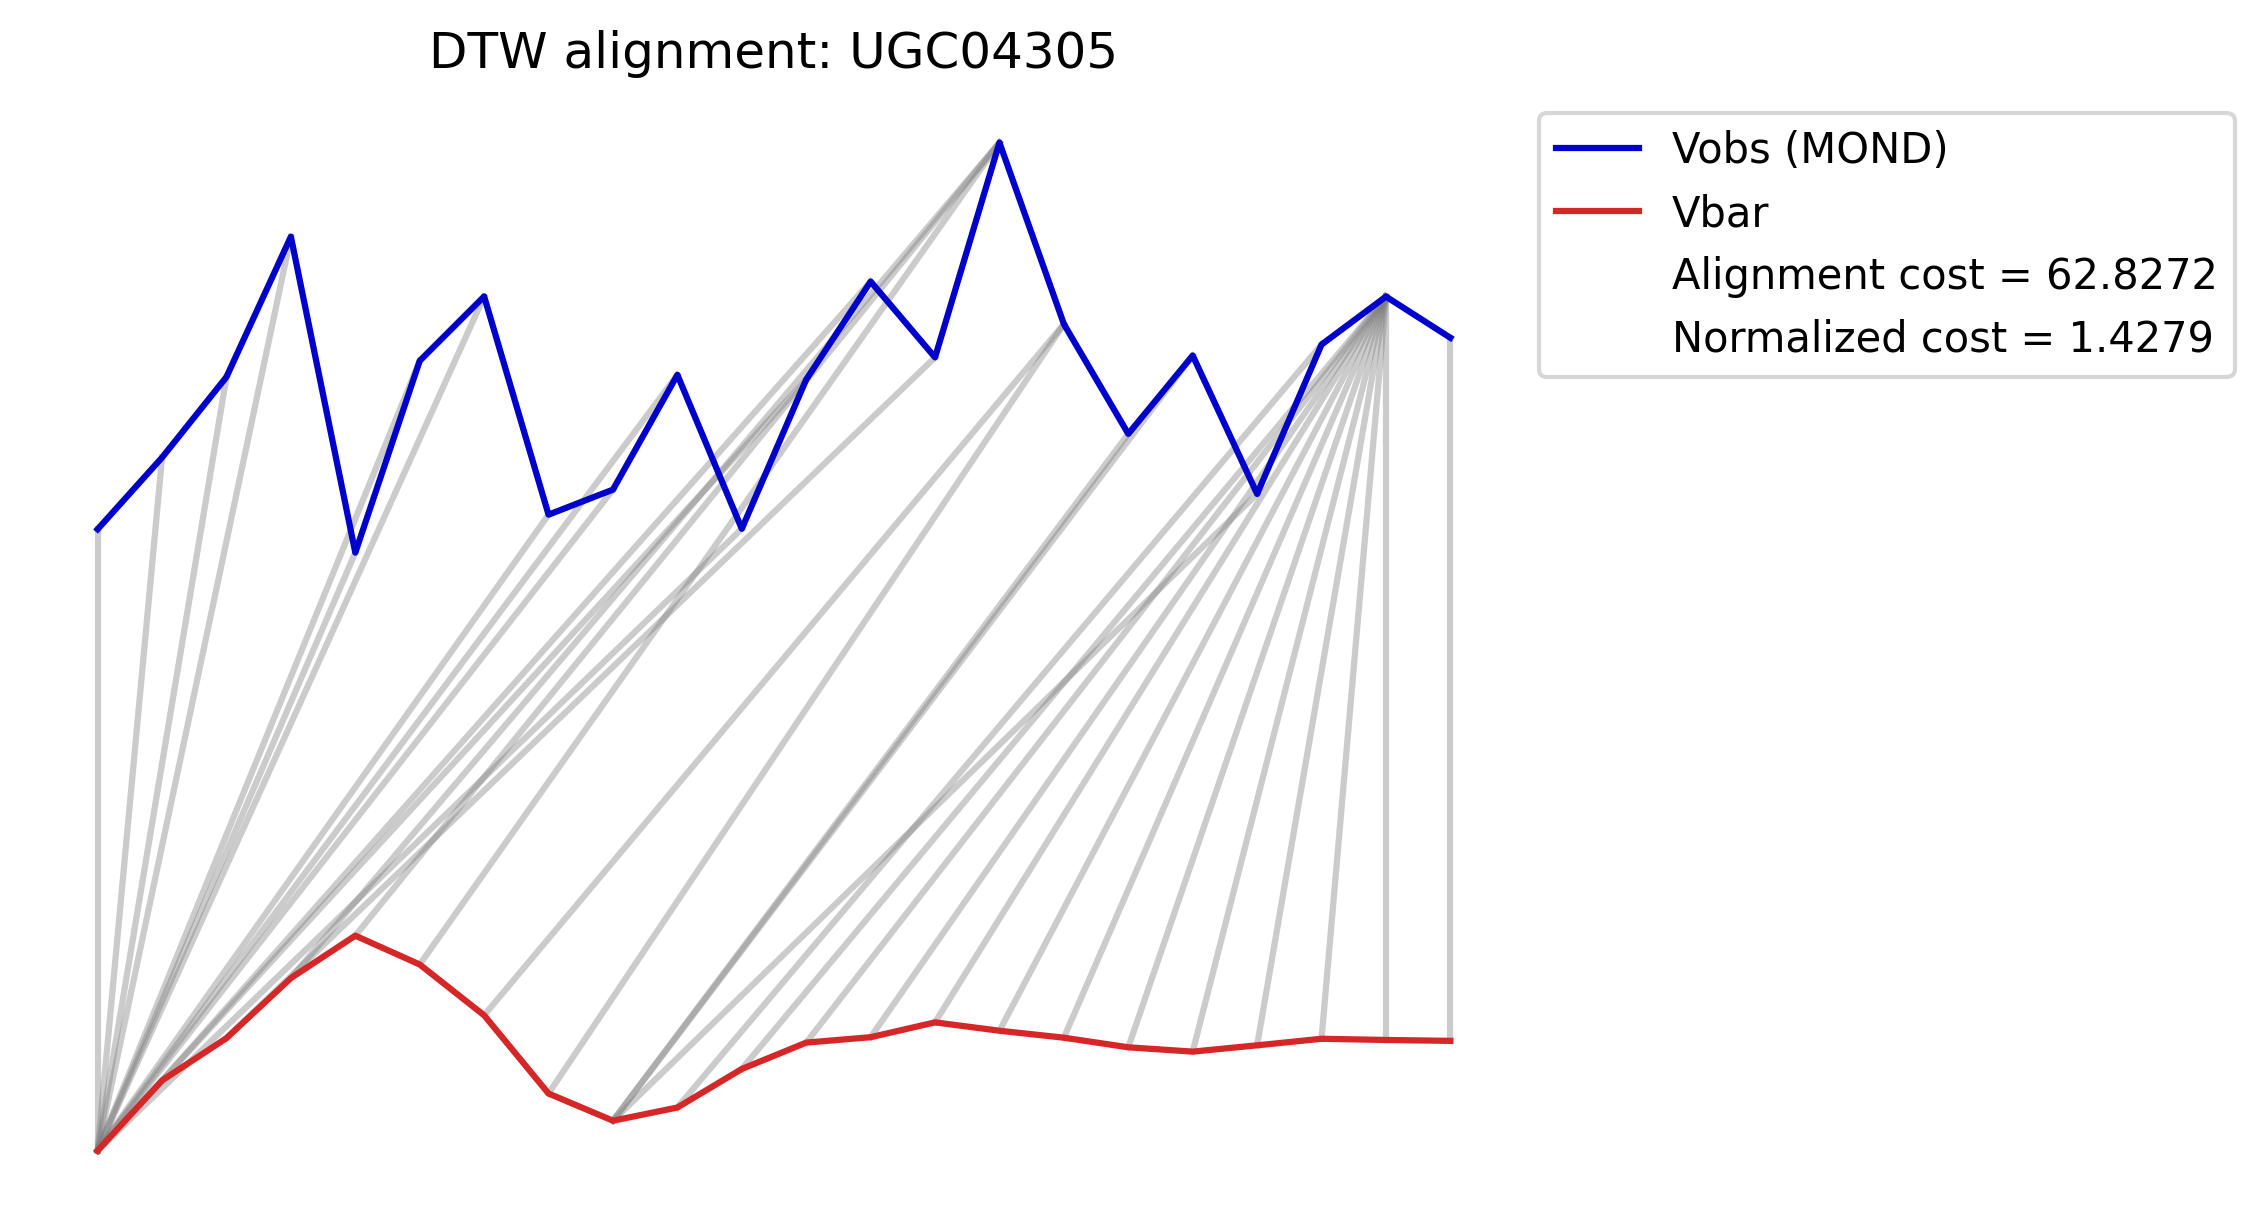 DTW alignment: UGC04305
Vobs (MOND)
Vbar
Alignment cost = 62.8272
Normalized cost = 1.4279